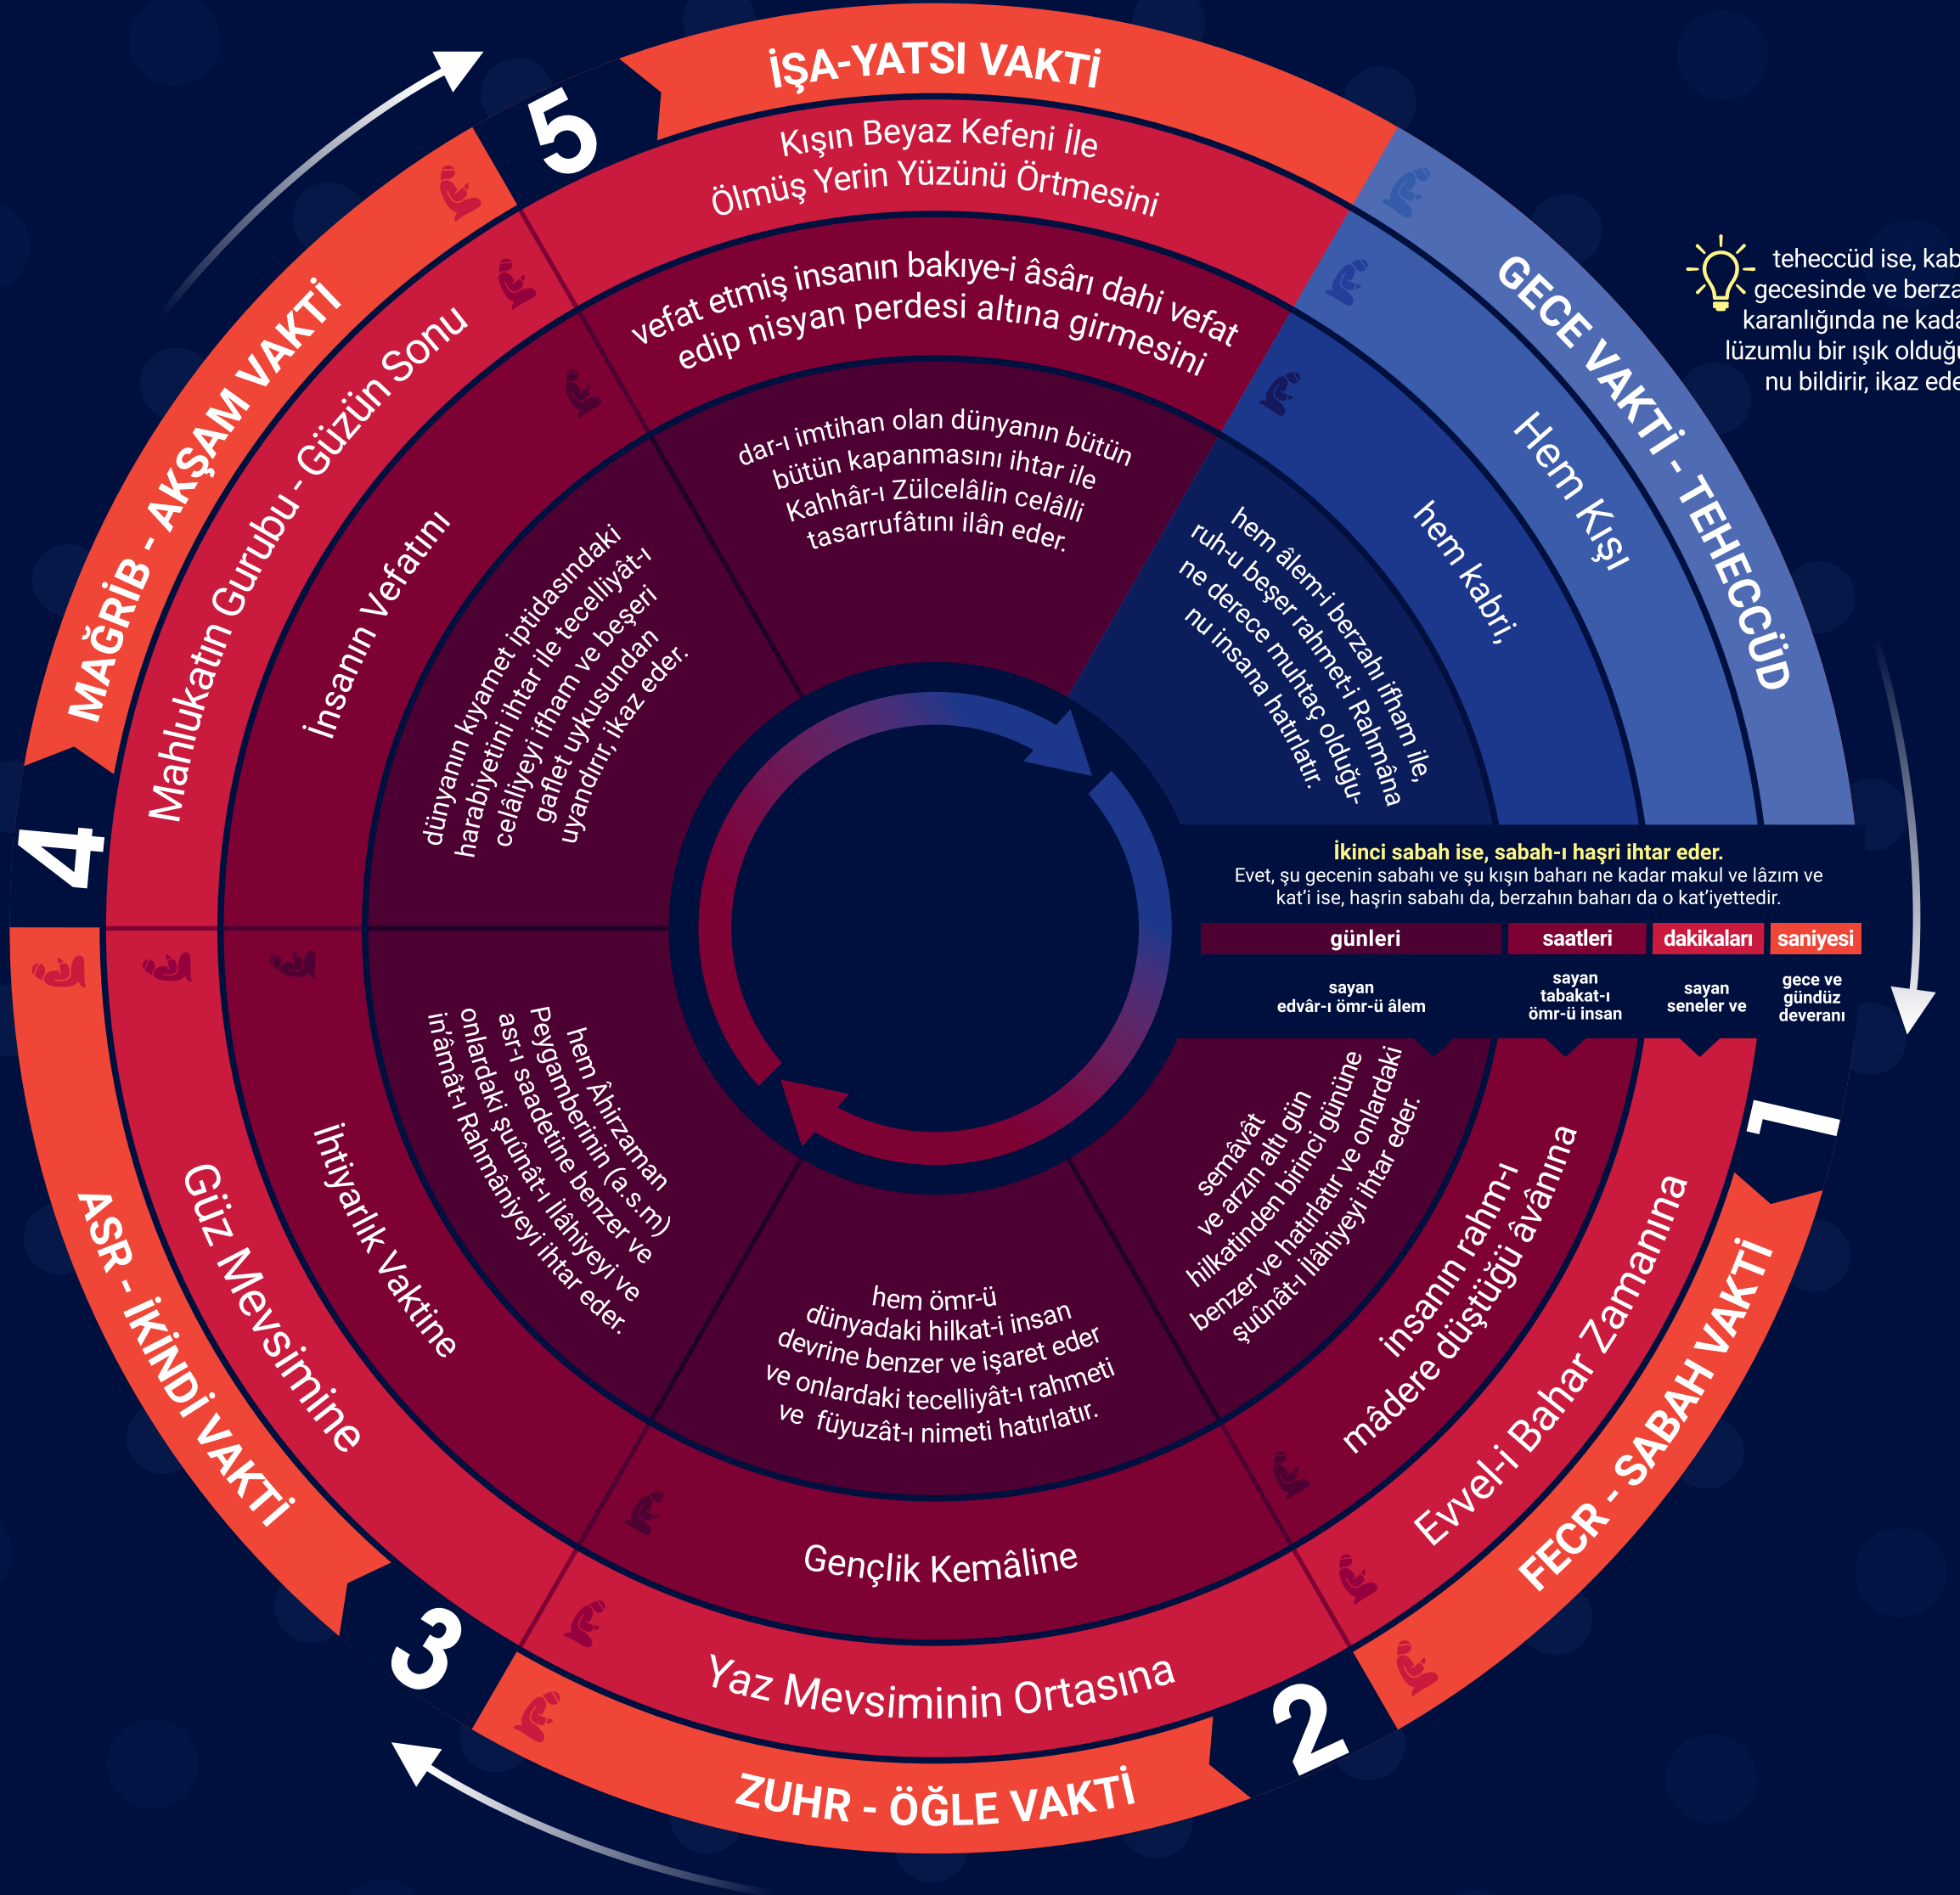 İkinci sabah ise, sabah-ı haşri ihtar eder.
Evet, şu gecenin sabahı ve şu kışın baharı ne kadar makul ve lâzım ve
kat’i ise, haşrin sabahı da, berzahın baharı da o kat’iyettedir.
günleri
saatleri
dakikaları
saniyesi
sayan
edvâr-ı ömr-ü âlem
sayan
tabakat-ı
ömr-ü insan
sayan
seneler ve
gece ve
gündüz
deveranı
1
FECR - SABAH VAKTİ
Evvel-i Bahar Zamanına
insanın rahm-ı
mâdere düştüğü âvânına
semâvât
ve arzın altı gün
hilkatinden birinci gününe
benzer ve hatırlatır ve onlardaki
şuûnât-ı ilâhiyeyi ihtar eder.
2
ZUHR - ÖĞLE VAKTİ
Yaz Mevsiminin Ortasına
Gençlik Kemâline
hem ömr-ü
dünyadaki hilkat-i insan
devrine benzer ve işaret eder
ve onlardaki tecelliyât-ı rahmeti
ve füyuzât-ı nimeti hatırlatır.
3
ASR - İKİNDİ VAKTİ
Güz Mevsimine
İhtiyarlık Vaktine
hem Âhirzaman
Peygamberinin (a.s.m)
asr-ı saadetine benzer ve
onlardaki şuûnât-ı ilâhiyeyi ve
in’âmât-ı Rahmâniyeyi ihtar eder.
4
MAĞRİB - AKŞAM VAKTİ
Mahlukatın Gurubu - Güzün Sonu
İnsanın Vefatını
dünyanın kıyamet iptidasındaki
harabiyetini ihtar ile tecelliyât-ı
celâliyeyi ifham ve beşeri
gaflet uykusundan
uyandırır, ikaz eder.
5
İŞA-YATSI VAKTİ
Kışın Beyaz Kefeni İle
Ölmüş Yerin Yüzünü Örtmesini
vefat etmiş insanın bakıye-i âsârı dahi vefat
edip nisyan perdesi altına girmesini
dar-ı imtihan olan dünyanın bütün
bütün kapanmasını ihtar ile
Kahhâr-ı Zülcelâlin celâlli
tasarrufâtını ilân eder.
GECE VAKTİ - TEHECCÜD
Hem Kışı
hem kabri,
hem âlem-i berzahı ifham ile,
ruh-u beşer rahmet-i Rahmâna
ne derece muhtaç olduğu-
nu insana hatırlatır.
teheccüd ise,
gecesinde ve
karanlığında ne
lüzumlu bir ışık
nu bildirir, ikaz